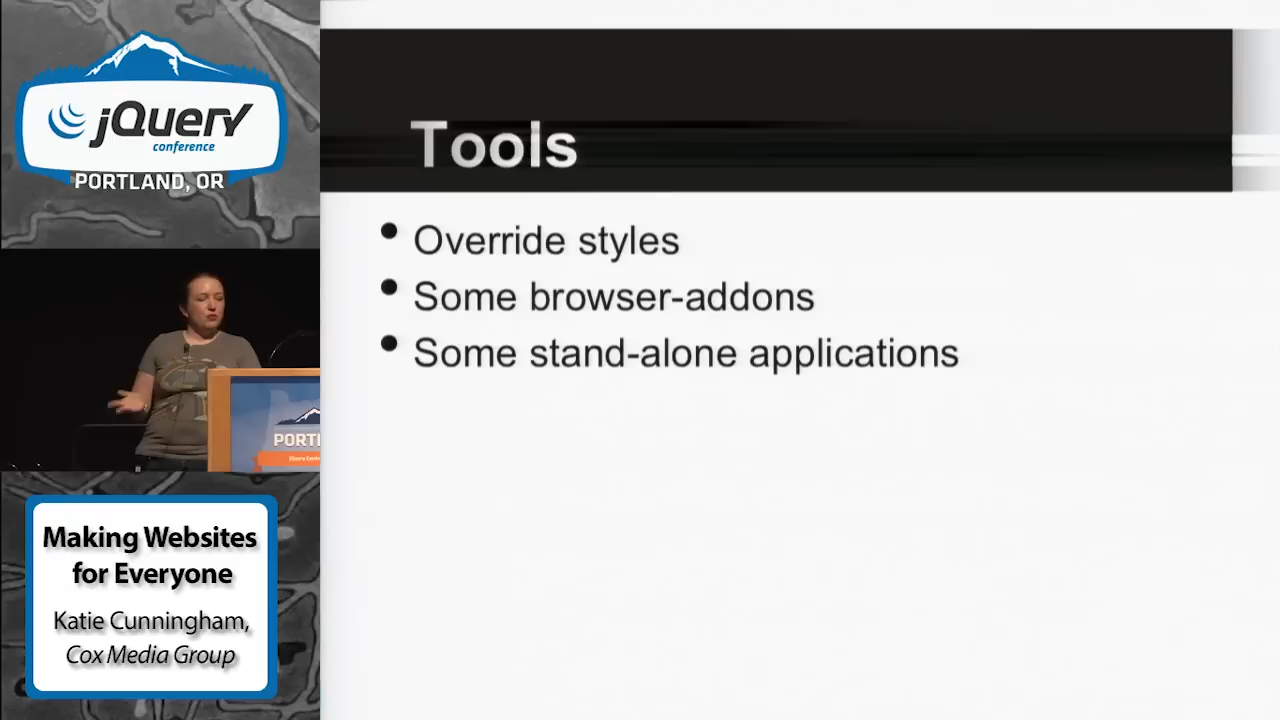 jQuery
conference
PORTLAND, OR
Tools
• Override styles
• Some browser-addons
• Some stand-alone applications
PORTL
Making Websites
for Everyone
Katie Cunningham,
Cox Media Group